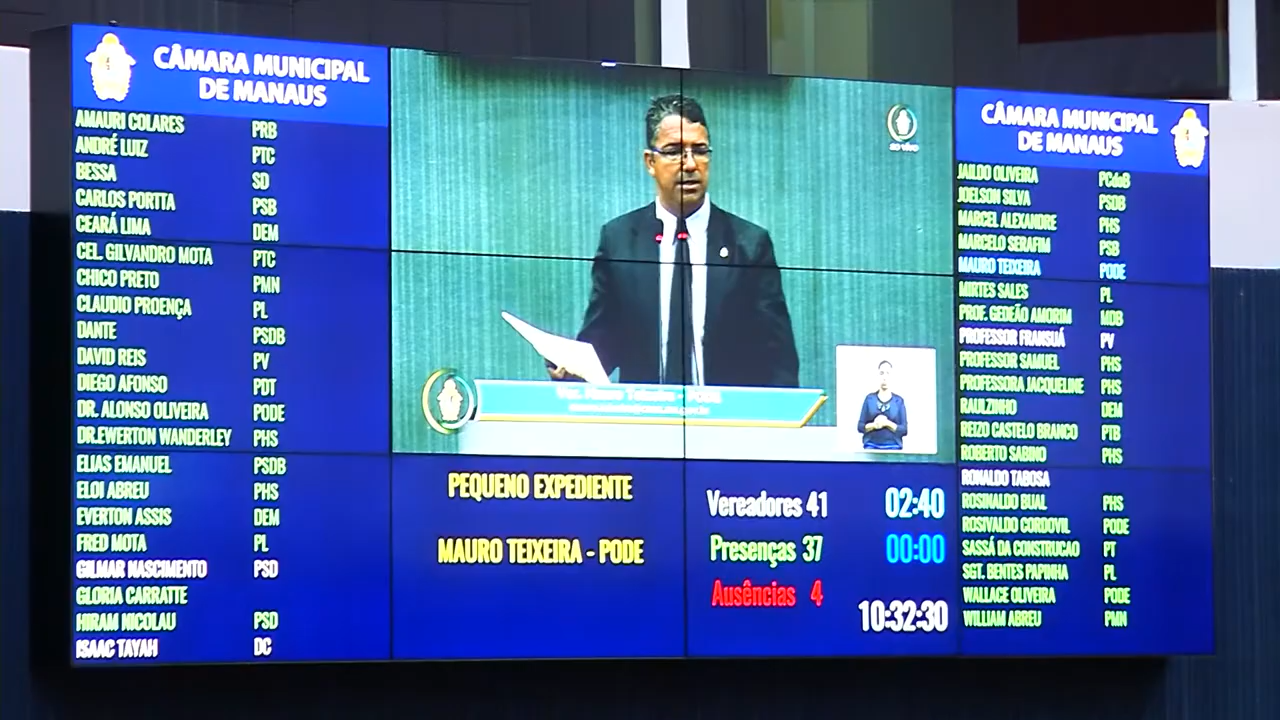 CÂMARA MUNICIPAL
DE MANAUS
AMAURI COLARES PRB
ANDRÉ LUIZ PTC
BESSA SD
CARLOS PORTTA PSB
CEARÁ LIMA DEM
CEL. GILVANDRO MOTA PTC
CHICO PRETO PMN
CLAUDIO PROENÇA PL
DANTE PSDB
DAVID REIS PV
DIEGO AFONSO PDT
DR. ALONSO OLIVEIRA PODE
DR.EWERTON WANDERLEY PHS
ELIAS EMANUEL PSDB
ELOI ABREU PHS
EVERTON ASSIS DEM
FRED MOTA PL
GILMAR NASCIMENTO PSD
GLORIA CARRATTE
HIRAM NICOLAU PSD
ISAAC TAYAH DC
AO VIVO
PEQUENO EXPEDIENTE
MAURO TEIXEIRA - PODE
Vereadores 41 02:40
Presenças 37 00:00
Ausências 4
10:32:30
CÂMARA MUNICIPAL
DE MANAUS
JAILDO OLIVEIRA PCdoB
JOELSON SILVA PSDB
MARCEL ALEXANDRE PHS
MARCELO SERAFIM PSB
MAURO TEIXEIRA PODE
MIRTES SALES PL
PROF. GEDEÃO AMORIM MDB
PROFESSOR FRANSUÁ PV
PROFESSOR SAMUEL PHS
PROFESSORA JACQUELINE PHS
RAULZINHO DEM
REIZO CASTELO BRANCO PTB
ROBERTO SABINO PHS
RONALDO TABOSA
ROSINALDO BUAL PHS
ROSIVALDO CORDOVIL PODE
SASSÁ DA CONSTRUCAO PT
SGT. BENTES PAPINHA PL
WALLACE OLIVEIRA PODE
WILLIAM ABREU PMN